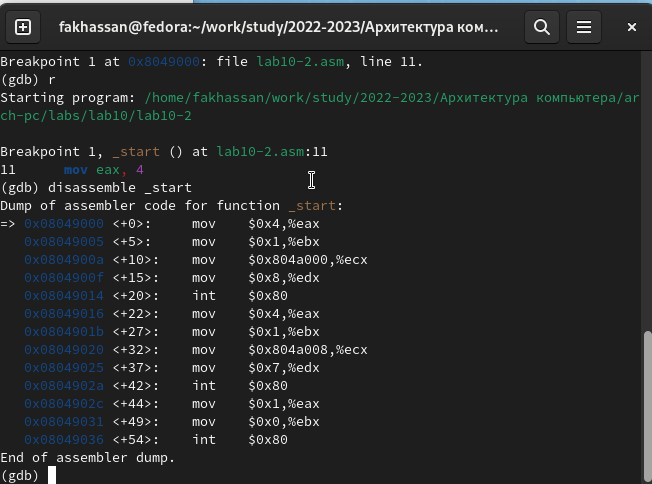 fakhassan@fedora:~/work/study/2022-2023/Архитектура ком…
Breakpoint 1 at 0x8049000: file lab10-2.asm, line 11.
(gdb) r
Starting program: /home/fakhassan/work/study/2022-2023/Архитектура компьютера/ar
ch-pc/labs/lab10/lab10-2
Breakpoint 1, _start () at lab10-2.asm:11
11 mov eax, 4
(gdb) disassemble _start
Dump of assembler code for function _start:
=> 0x08049000 <+0>: mov $0x4,%eax
0x08049005 <+5>: mov $0x1,%ebx
0x0804900a <+10>: mov $0x804a000,%ecx
0x0804900f <+15>: mov $0x8,%edx
0x08049014 <+20>: int $0x80
0x08049016 <+22>: mov $0x4,%eax
0x0804901b <+27>: mov $0x1,%ebx
0x08049020 <+32>: mov $0x804a008,%ecx
0x08049025 <+37>: mov $0x7,%edx
0x0804902a <+42>: int $0x80
0x0804902c <+44>: mov $0x1,%eax
0x08049031 <+49>: mov $0x0,%ebx
0x08049036 <+54>: int $0x80
End of assembler dump.
(gdb)